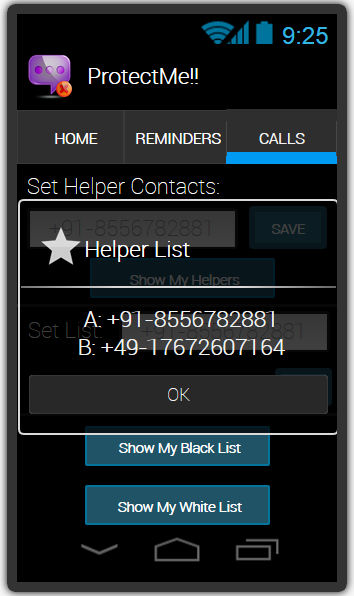 9:25
ProtectMe!!
HOME REMINDERS CALLS
Set Helper Contacts:
+91-8556782881 SAVE
Helper List
Show My Helpers
A: +91-8556782881
Set List:
B: +49-17672607164
OK
Show My Black List
Show My White List